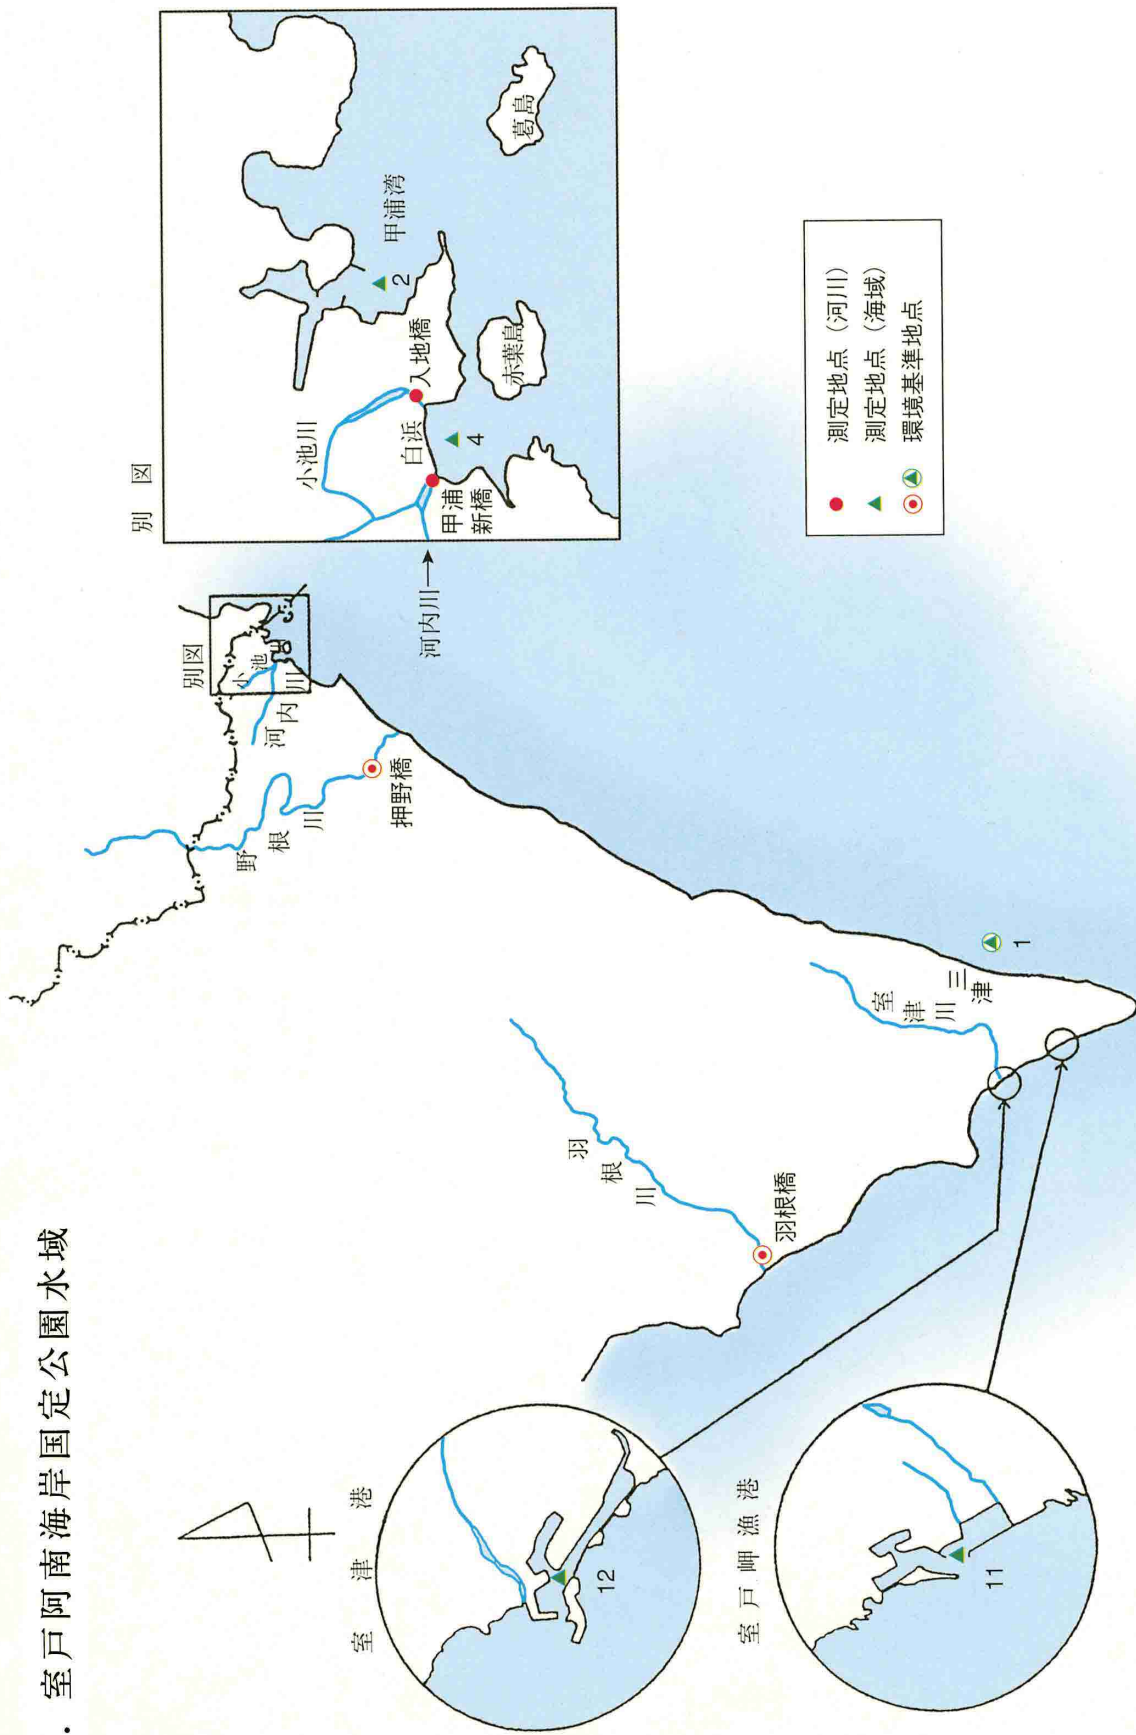 ．室戸阿南海岸国定公園水域
別図
小池川
甲浦湾
2
入地橋
白浜
4
甲浦
新橋
赤葉島
葛島
河内川→
別図
小池川
河内川
野根川
押野橋
羽根川
羽根橋
室津川
三津
1
測定地点（河川）
測定地点（海域）
環境基準地点
室津港
12
室戸岬漁港
11